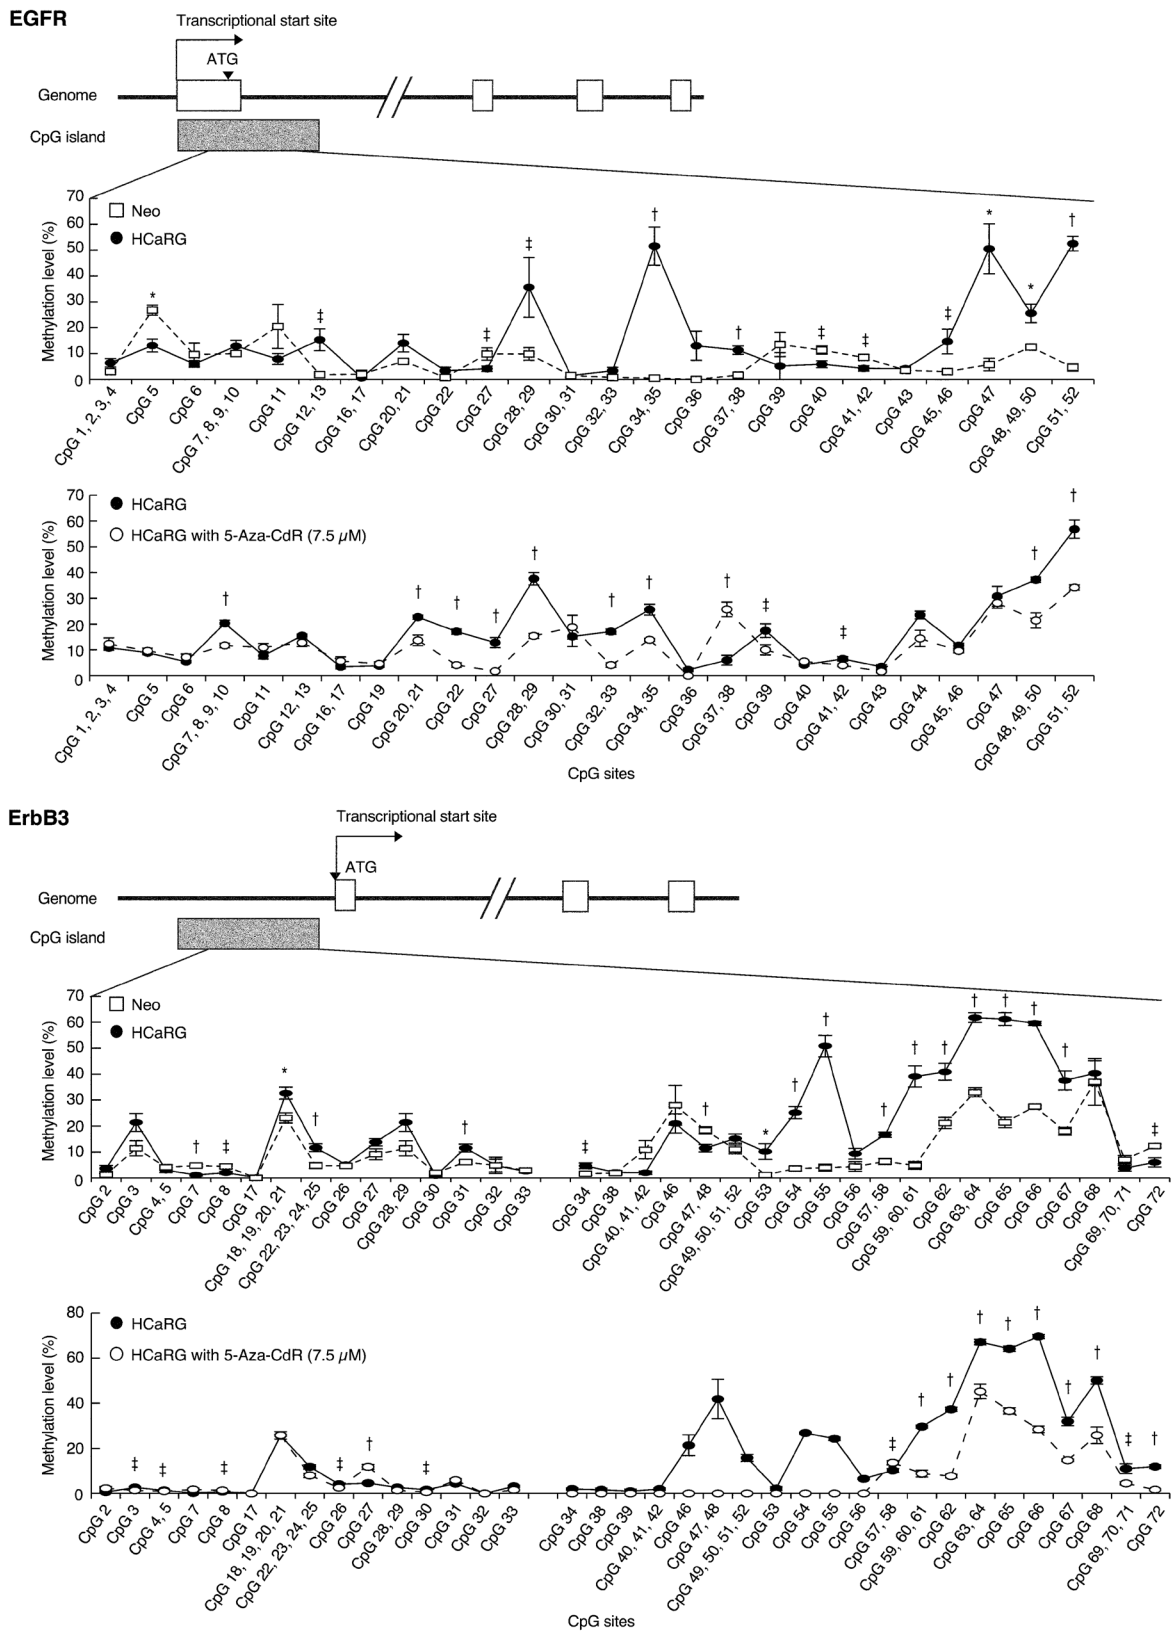 EGFR
Transcriptional start site
ATG
Genome
CpG island
Methylation level (%)
70
60
50
40
30
20
10
0
Neo
HCaRG
*
‡
‡
‡
†
†
‡
‡
‡
*
*
†
CpG 1, 2, 3, 4
CpG 5
CpG 6
CpG 7, 8, 9, 10
CpG 11
CpG 12, 13
CpG 16, 17
CpG 20, 21
CpG 22
CpG 27
CpG 28, 29
CpG 30, 31
CpG 32, 33
CpG 34, 35
CpG 36
CpG 37, 38
CpG 39
CpG 40
CpG 41, 42
CpG 43
CpG 45, 46
CpG 47
CpG 48, 49, 50
CpG 51, 52
Methylation level (%)
70
60
50
40
30
20
10
0
HCaRG
HCaRG with 5-Aza-CdR (7.5 µM)
†
†
†
†
†
†
†
†
‡
‡
†
†
CpG 1, 2, 3, 4
CpG 5
CpG 6
CpG 7, 8, 9, 10
CpG 11
CpG 12, 13
CpG 16, 17
CpG 19
CpG 20, 21
CpG 22
CpG 27
CpG 28, 29
CpG 30, 31
CpG 32, 33
CpG 34, 35
CpG 36
CpG 37, 38
CpG 39
CpG 40
CpG 41, 42
CpG 43
CpG 44
CpG 45, 46
CpG 47
CpG 48, 49, 50
CpG 51, 52
CpG sites
ErbB3
Transcriptional start site
ATG
Genome
CpG island
Methylation level (%)
70
60
50
40
30
20
10
0
Neo
HCaRG
†
‡
*
†
†
‡
†
*
†
†
†
†
†
†
†
†
†
‡
CpG 2
CpG 3
CpG 4, 5
CpG 7
CpG 8
CpG 17
CpG 18, 19, 20, 21
CpG 22, 23, 24, 25
CpG 26
CpG 27
CpG 28, 29
CpG 30
CpG 31
CpG 32
CpG 33
CpG 34
CpG 38
CpG 40, 41, 42
CpG 46
CpG 47, 48
CpG 49, 50, 51, 52
CpG 53
CpG 54
CpG 55
CpG 56
CpG 57, 58
CpG 59, 60, 61
CpG 62
CpG 63, 64
CpG 65
CpG 66
CpG 67
CpG 68
CpG 69, 70, 71
CpG 72
Methylation level (%)
80
60
40
20
0
HCaRG
HCaRG with 5-Aza-CdR (7.5 µM)
‡
‡
‡
‡
†
‡
‡
†
†
†
†
†
†
†
‡
†
CpG 2
CpG 3
CpG 4, 5
CpG 7
CpG 8
CpG 17
CpG 18, 19, 20, 21
CpG 22, 23, 24, 25
CpG 26
CpG 27
CpG 28, 29
CpG 30
CpG 31
CpG 32
CpG 33
CpG 34
CpG 38
CpG 39
CpG 40, 41, 42
CpG 46
CpG 47, 48
CpG 49, 50, 51, 52
CpG 53
CpG 54
CpG 55
CpG 56
CpG 57, 58
CpG 59, 60, 61
CpG 62
CpG 63, 64
CpG 65
CpG 66
CpG 67
CpG 68
CpG 69, 70, 71
CpG 72
CpG sites